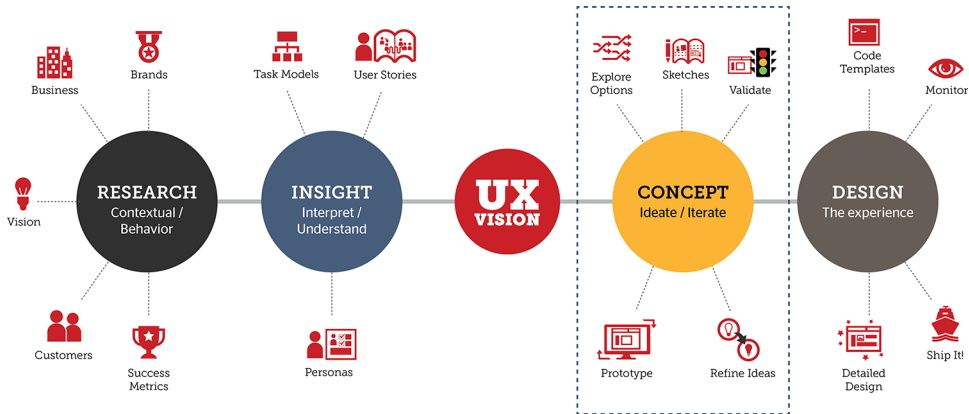 Business
Brands
Vision
RESEARCH
Contextual /
Behavior
Customers
Success
Metrics
Task Models
User Stories
INSIGHT
Interpret /
Understand
Personas
UX
VISION
Explore
Options
Sketches
Validate
CONCEPT
Ideate / Iterate
Prototype
Refine Ideas
>-
Code
Templates
Monitor
DESIGN
The experience
Detailed
Design
Ship It!